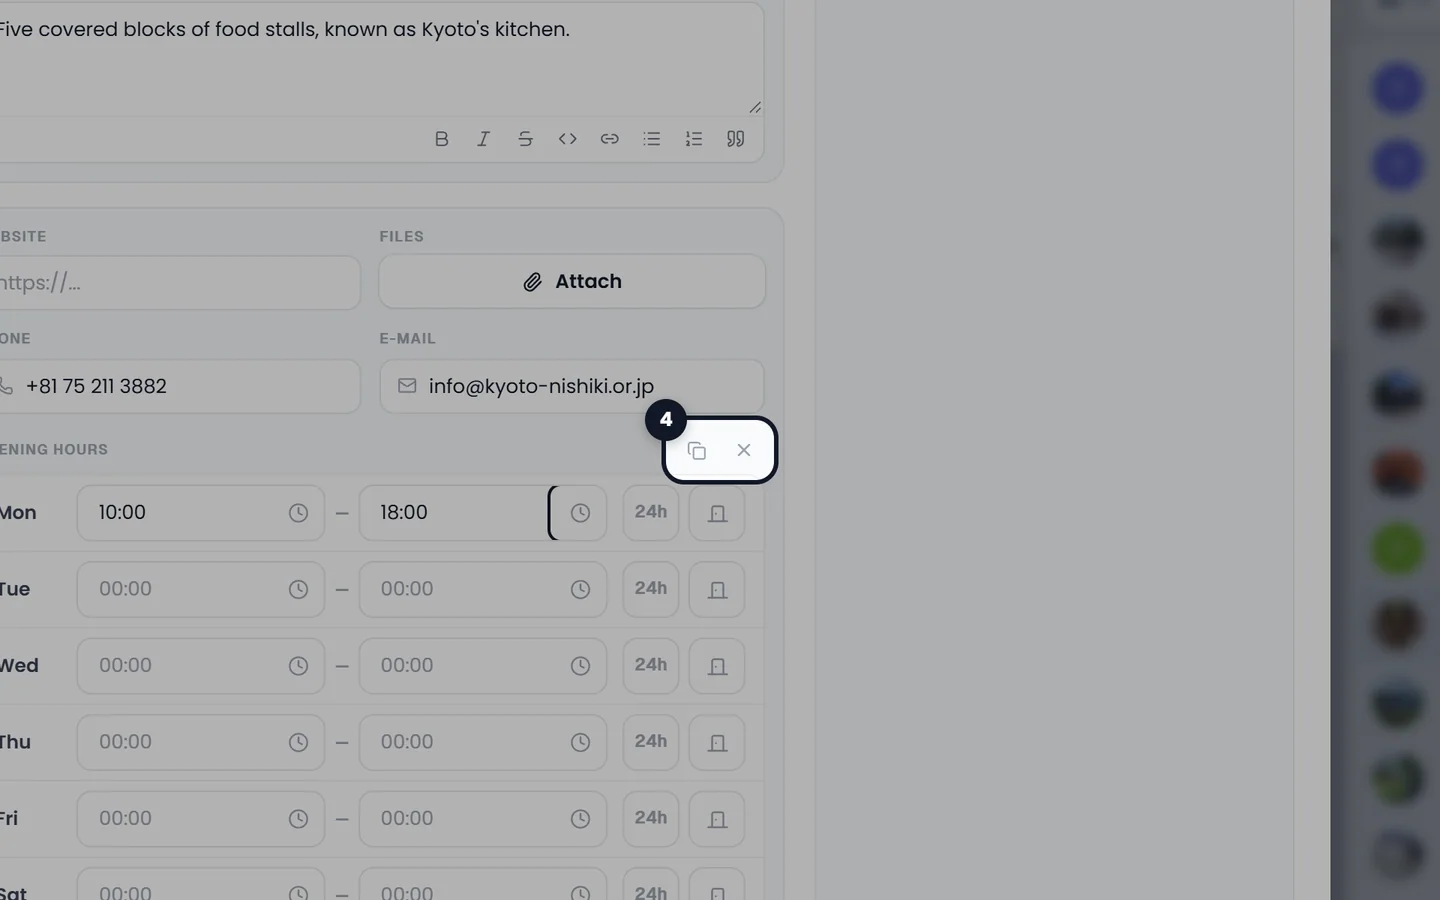 Five covered blocks of food stalls, known as Kyoto's kitchen.
BSITE
FILES
https://...
Attach
ONE
E-MAIL
+81 75 211 3882
info@kyoto-nishiki.or.jp
4
ENING HOURS
Mon 10:00 – 18:00 24h
Tue 00:00 – 00:00 24h
Wed 00:00 – 00:00 24h
Thu 00:00 – 00:00 24h
Fri 00:00 – 00:00 24h
Sat 00:00 – 00:00 24h